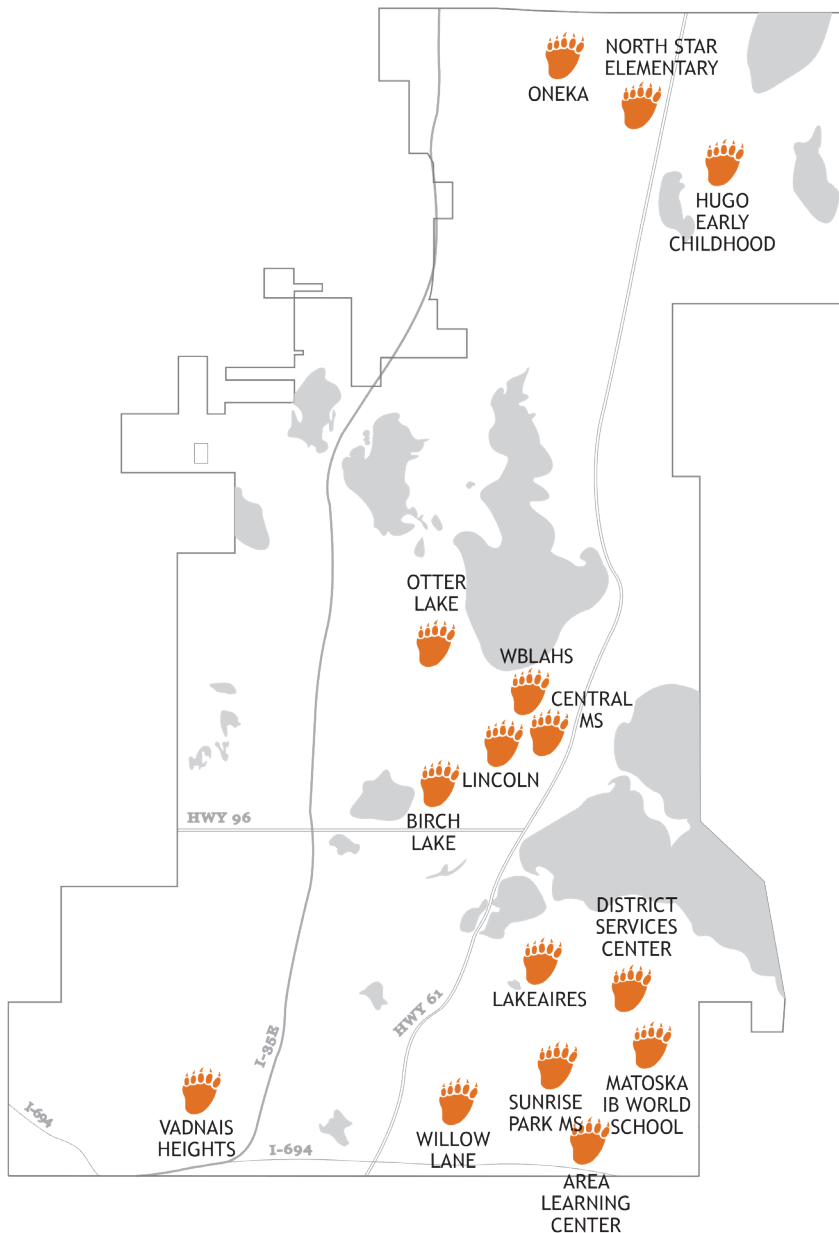 NORTH STAR
ELEMENTARY
ONEKA
HUGO
EARLY
CHILDHOOD
OTTER
LAKE
WBLAHS
CENTRAL
MS
LINCOLN
BIRCH
LAKE
HWY 96
DISTRICT
SERVICES
CENTER
LAKEAIRES
HWY 61
I-35E
MATOSKA
IB WORLD
SCHOOL
SUNRISE
PARK MS
WILLOW
LANE
VADNAIS
HEIGHTS
I-694
I-694
AREA
LEARNING
CENTER